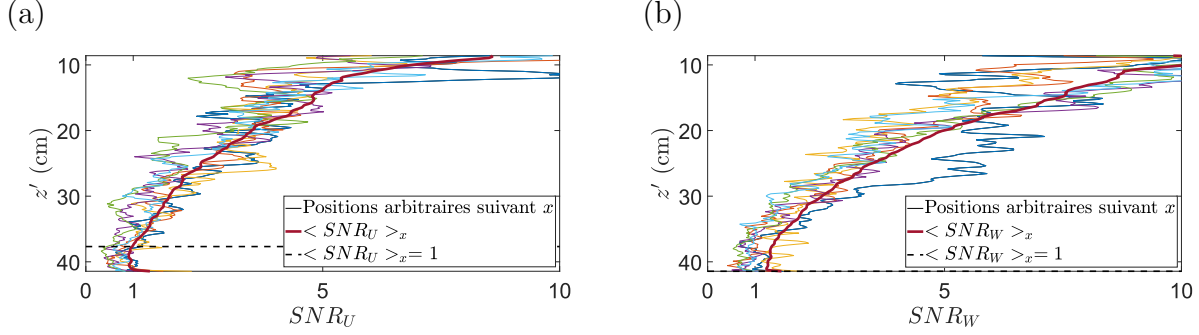 (a)
10
20
30
40
z′ (cm)
0 1 5 10
SNR_U
Positions arbitraires suivant x
< SNR_U >_x
< SNR_U >_x= 1
(b)
10
20
30
40
z′ (cm)
0 1 5 10
SNR_W
Positions arbitraires suivant x
< SNR_W >_x
< SNR_W >_x= 1